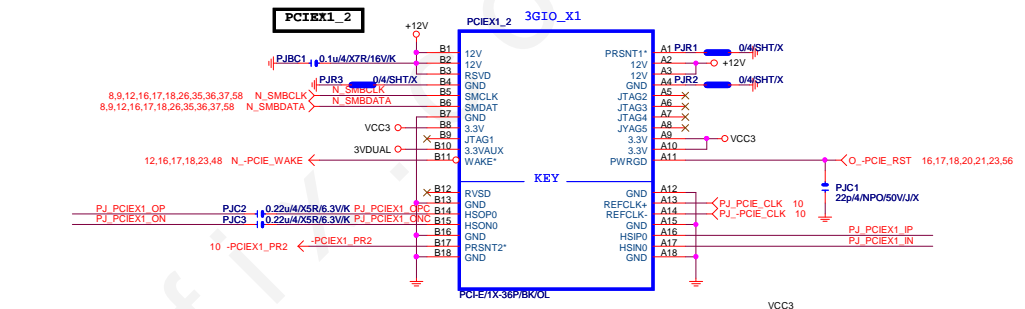 PCIEX1_2
PCIEX1_2 3GIO_X1
+12V
B1 12V PRSNT1* A1 PJR1 0/4/SHT/X
PJBC1 0.1u/4/X7R/16V/K B2 12V 12V A2 +12V
B3 RSVD 12V A3
PJR3 0/4/SHT/X B4 GND GND A4 PJR2 0/4/SHT/X
8,9,12,16,17,18,26,35,36,37,58 N_SMBCLK N_SMBCLK B5 SMCLK JTAG2 A5
8,9,12,16,17,18,26,35,36,37,58 N_SMBDATA N_SMBDATA B6 SMDAT JTAG3 A6
B7 GND JTAG4 A7
VCC3 B8 3.3V JYAG5 A8
B9 JTAG1 3.3V A9 VCC3
3VDUAL B10 3.3VAUX 3.3V A10
12,16,17,18,23,48 N_-PCIE_WAKE B11 WAKE* PWRGD A11 O_-PCIE_RST 16,17,18,20,21,23,56
KEY
PJC1
22p/4/NPO/50V/J/X
B12 RVSD GND A12
B13 GND REFCLK+ A13 PJ_PCIE_CLK 10
PJ_PCIEX1_OP PJC2 0.22u/4/X5R/6.3V/K PJ_PCIEX1_OPC B14 HSOP0 REFCLK- A14 PJ_-PCIE_CLK 10
PJ_PCIEX1_ON PJC3 0.22u/4/X5R/6.3V/K PJ_PCIEX1_ONC B15 HSON0 GND A15
B16 GND HSIP0 A16 PJ_PCIEX1_IP
10 -PCIEX1_PR2 -PCIEX1_PR2 B17 PRSNT2* HSIN0 A17 PJ_PCIEX1_IN
B18 GND GND A18
PCI-E/1X-36P/BK/OL
VCC3